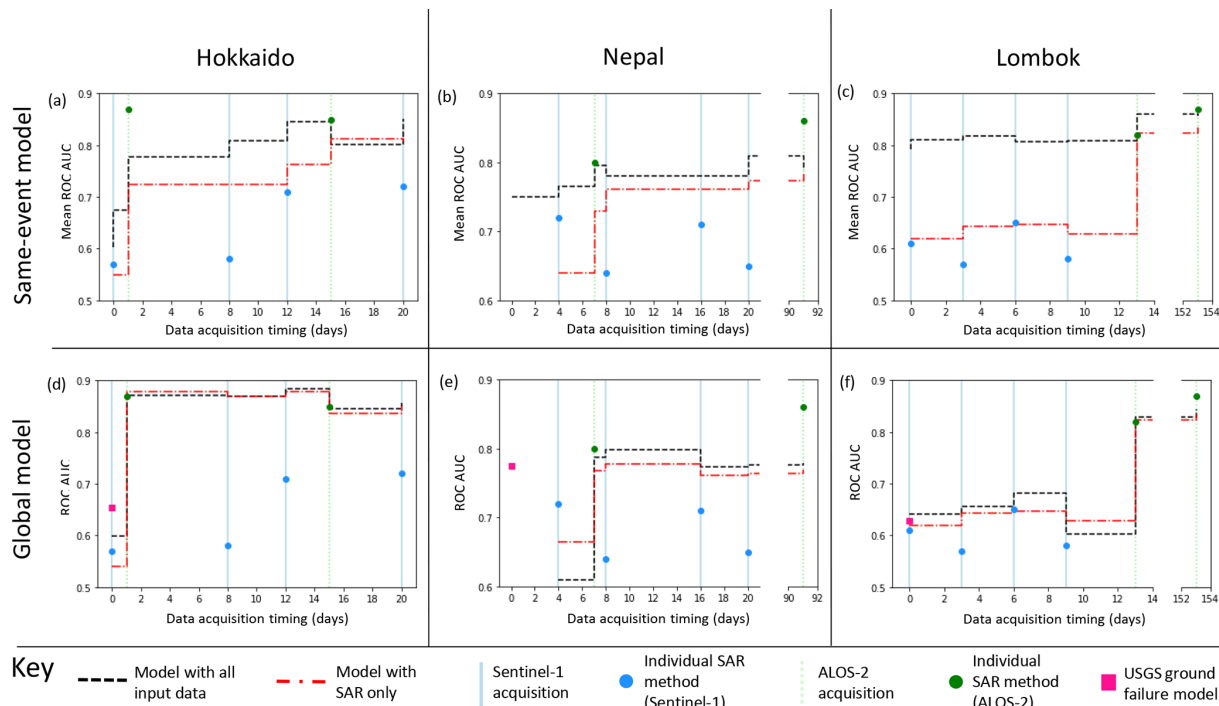 Hokkaido
Nepal
Lombok
Same-event model
(a)
0.9
0.8
0.7
0.6
0.5
Mean ROC AUC
0 2 4 6 8 10 12 14 16 18 20
Data acquisition timing (days)
(b)
0.9
0.8
0.7
0.6
Mean ROC AUC
0 2 4 6 8 10 12 14 16 18 20 90 92
Data acquisition timing (days)
(c)
0.9
0.8
0.7
0.6
0.5
Mean ROC AUC
0 2 4 6 8 10 12 14 152 154
Data acquisition timing (days)
Global model
(d)
0.9
0.8
0.7
0.6
0.5
ROC AUC
0 2 4 6 8 10 12 14 16 18 20
Data acquisition timing (days)
(e)
0.9
0.8
0.7
0.6
ROC AUC
0 2 4 6 8 10 12 14 16 18 20 90 92
Data acquisition timing (days)
(f)
0.9
0.8
0.7
0.6
0.5
ROC AUC
0 2 4 6 8 10 12 14 152 154
Data acquisition timing (days)
Key
Model with all
input data
Model with
SAR only
Sentinel-1
acquisition
Individual SAR
method
(Sentinel-1)
ALOS-2
acquisition
Individual
SAR method
(ALOS-2)
USGS ground
failure model